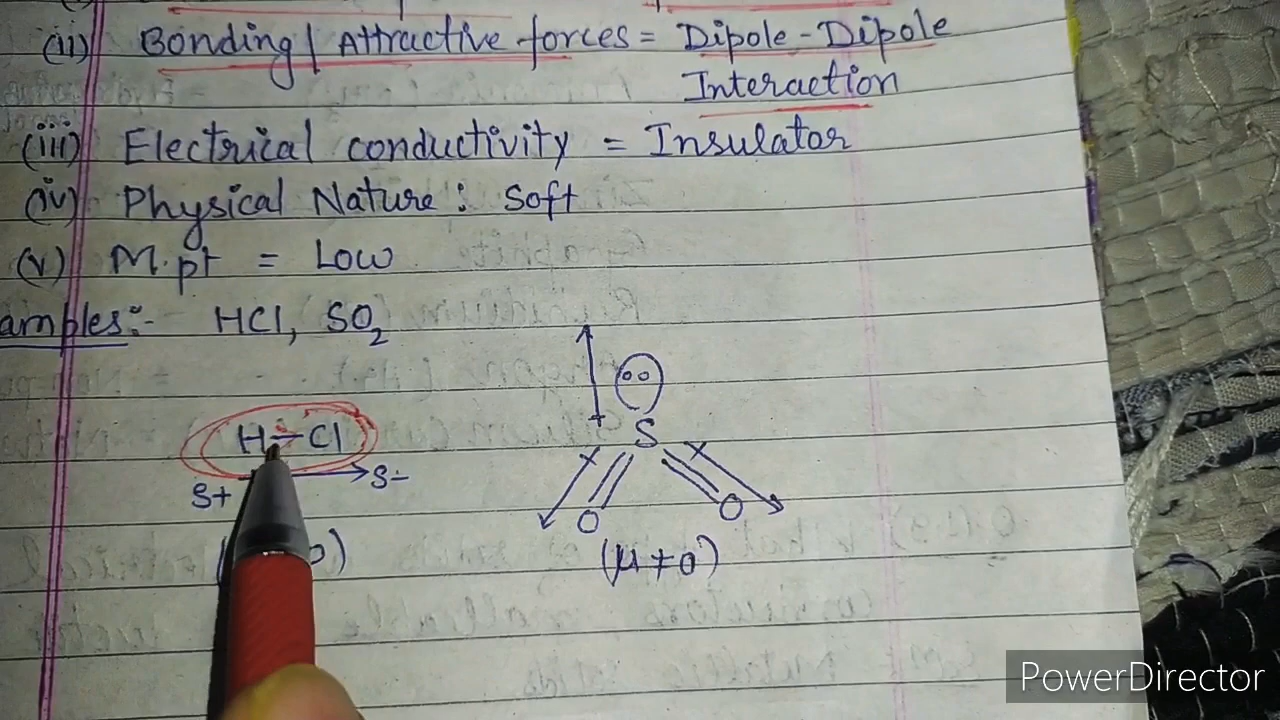 (ii) Bonding/ Attractive forces = Dipole-Dipole
Interaction
(iii) Electrical conductivity = Insulator
(iv) Physical Nature: Soft
(v) M.pt = Low
amples:- HCl, SO2
H-Cl
δ+ δ-
S
O O
(μ≠0)
PowerDirector